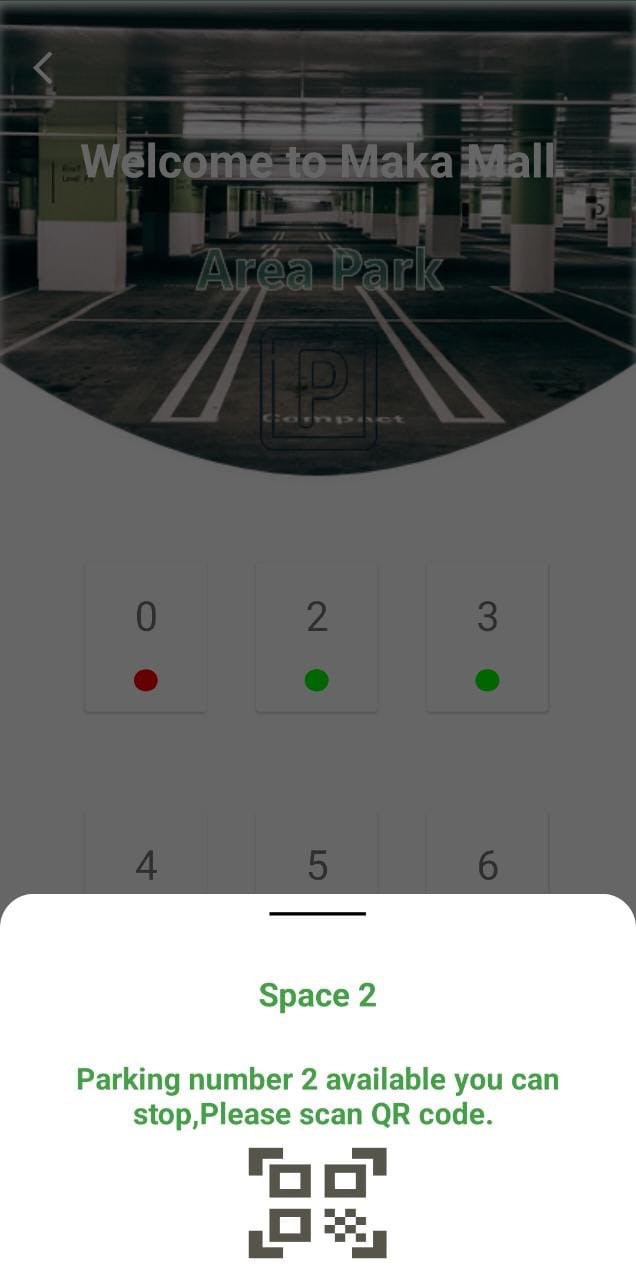 Welcome to Maka Mall.
Area Park
P
Compact
0
2
3
4
5
6
Space 2
Parking number 2 available you can
stop,Please scan QR code.